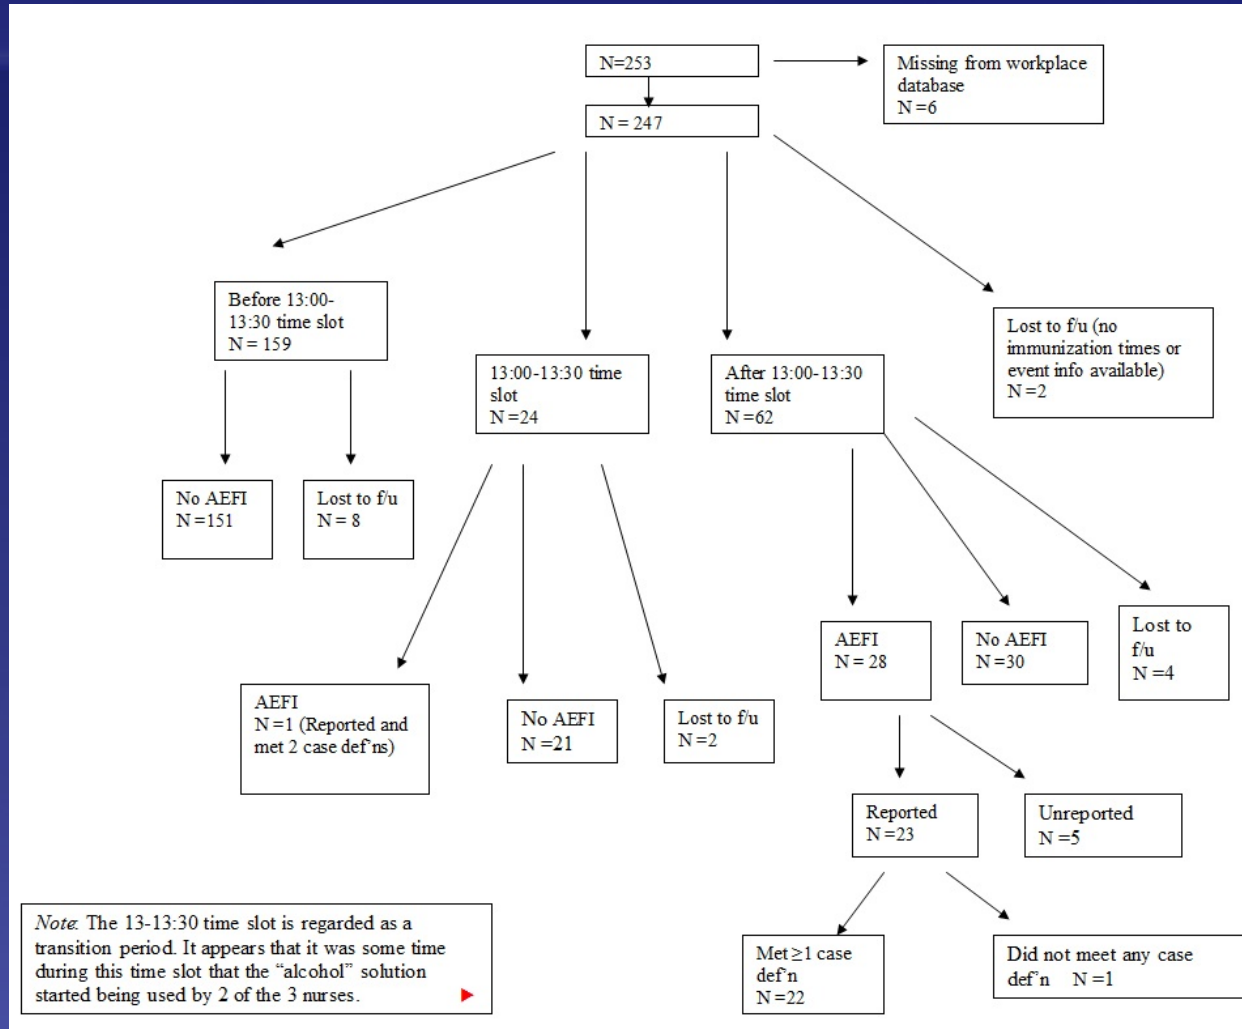 N=253
Missing from workplace
database
N =6
N = 247
Before 13:00-
13:30 time slot
N = 159
Lost to f/u (no
immunization times or
event info available)
N =2
13:00-13:30 time
slot
N =24
After 13:00-13:30
time slot
N =62
No AEFI
N =151
Lost to f/u
N = 8
AEFI
N = 28
No AEFI
N =30
Lost to
f/u
N =4
AEFI
N =1 (Reported and
met 2 case def'ns)
No AEFI
N =21
Lost to f/u
N =2
Reported
N =23
Unreported
N =5
Note: The 13-13:30 time slot is regarded as a
transition period. It appears that it was some time
during this time slot that the “alcohol” solution
started being used by 2 of the 3 nurses.
Met ≥1 case
def'n
N =22
Did not meet any case
def'n N =1